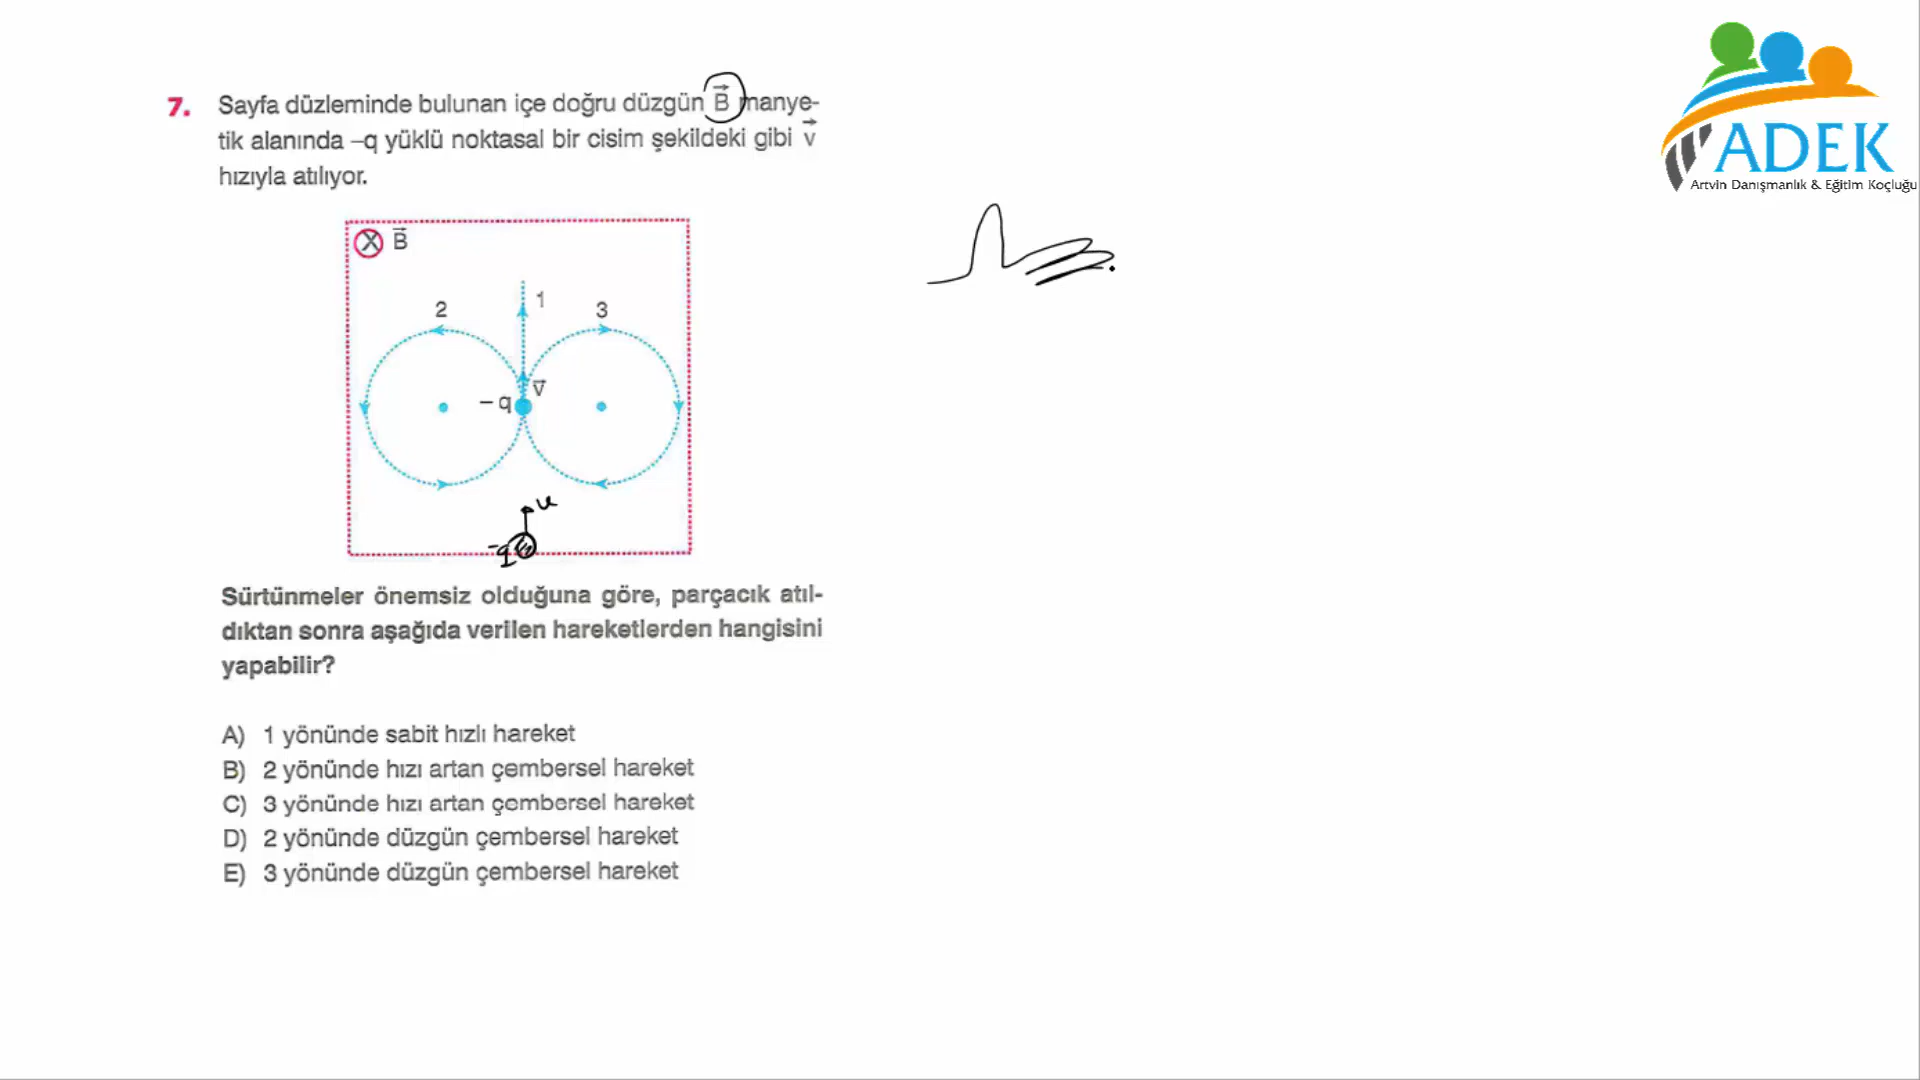 7. Sayfa düzleminde bulunan içe doğru düzgün B manye-
tik alanında –q yüklü noktasal bir cisim şekildeki gibi v
hızıyla atılıyor.
X B
2 1 3
v
– q
u
-q
Sürtünmeler önemsiz olduğuna göre, parçacık atıl-
dıktan sonra aşağıda verilen hareketlerden hangisini
yapabilir?
A) 1 yönünde sabit hızlı hareket
B) 2 yönünde hızı artan çembersel hareket
C) 3 yönünde hızı artan çembersel hareket
D) 2 yönünde düzgün çembersel hareket
E) 3 yönünde düzgün çembersel hareket
ADEK
Artvin Danışmanlık & Eğitim Koçluğu